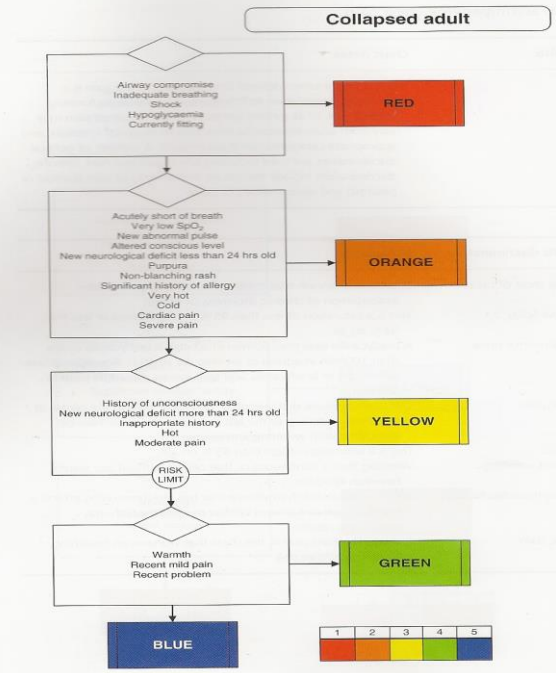 Collapsed adult
Airway compromise
Inadequate breathing
Shock
Hypoglycaemia
Currently fitting
RED
Acutely short of breath
Very low SpO₂
New abnormal pulse
Altered conscious level
New neurological deficit less than 24 hrs old
Purpura
Non-blanching rash
Significant history of allergy
Very hot
Cold
Cardiac pain
Severe pain
ORANGE
History of unconsciousness
New neurological deficit more than 24 hrs old
Inappropriate history
Hot
Moderate pain
YELLOW
RISK
LIMIT
Warmth
Recent mild pain
Recent problem
GREEN
BLUE
1 2 3 4 5